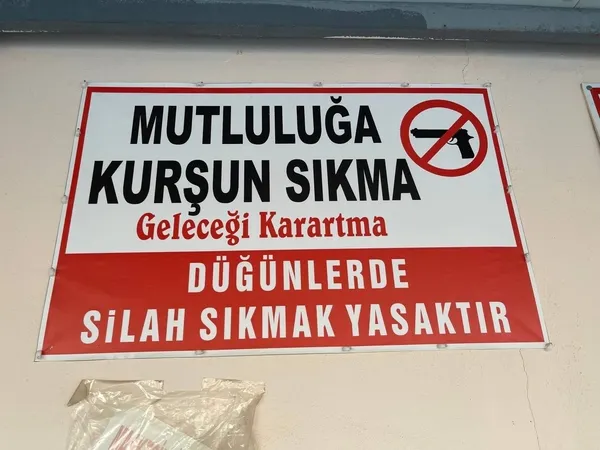 MUTLULUĞA
KURŞUN SIKMA
Geleceği Karartma
DÜĞÜNLERDE
SİLAH SIKMAK YASAKTIR